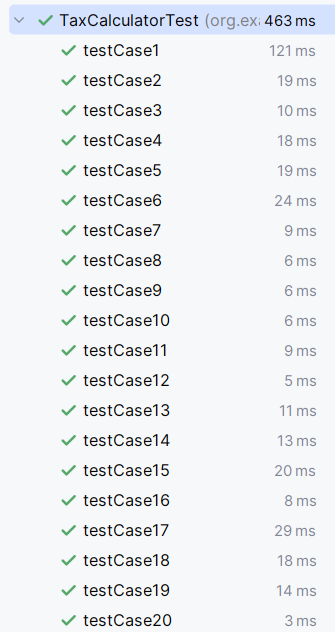 TaxCalculatorTest (org.exa 463 ms
testCase1 121 ms
testCase2 19 ms
testCase3 10 ms
testCase4 18 ms
testCase5 19 ms
testCase6 24 ms
testCase7 9 ms
testCase8 6 ms
testCase9 6 ms
testCase10 6 ms
testCase11 9 ms
testCase12 5 ms
testCase13 11 ms
testCase14 13 ms
testCase15 20 ms
testCase16 8 ms
testCase17 29 ms
testCase18 18 ms
testCase19 14 ms
testCase20 3 ms